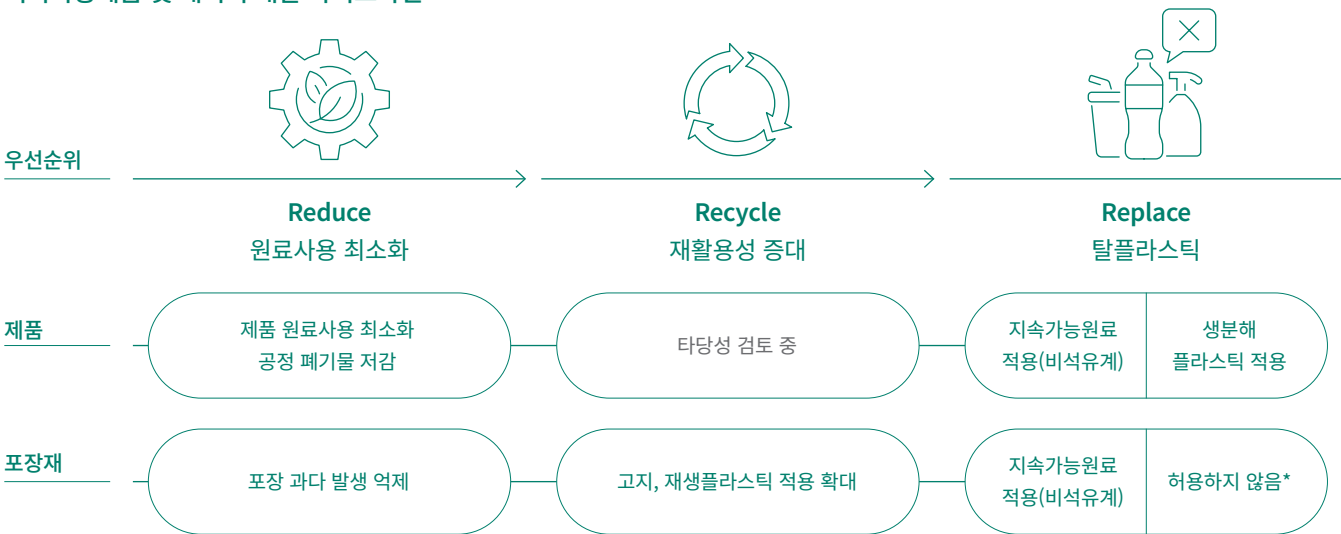 우선순위
Reduce
원료사용 최소화
Recycle
재활용성 증대
Replace
탈플라스틱
제품
제품 원료사용 최소화
공정 폐기물 저감
타당성 검토 중
지속가능원료
적용(비석유계)
생분해
플라스틱 적용
포장재
포장 과다 발생 억제
고지, 재생플라스틱 적용 확대
지속가능원료
적용(비석유계)
허용하지 않음*